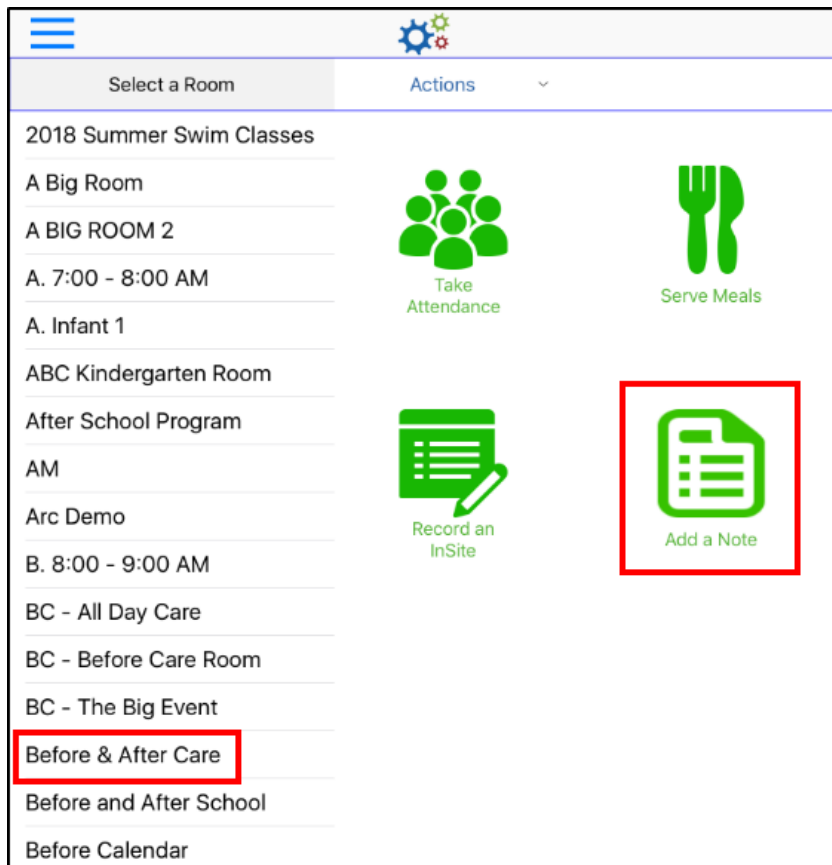 Select a Room
Actions
2018 Summer Swim Classes
A Big Room
A BIG ROOM 2
A. 7:00 - 8:00 AM
A. Infant 1
ABC Kindergarten Room
After School Program
AM
Arc Demo
B. 8:00 - 9:00 AM
BC - All Day Care
BC - Before Care Room
BC - The Big Event
Before & After Care
Before and After School
Before Calendar
Take
Attendance
Serve Meals
Record an
InSite
Add a Note